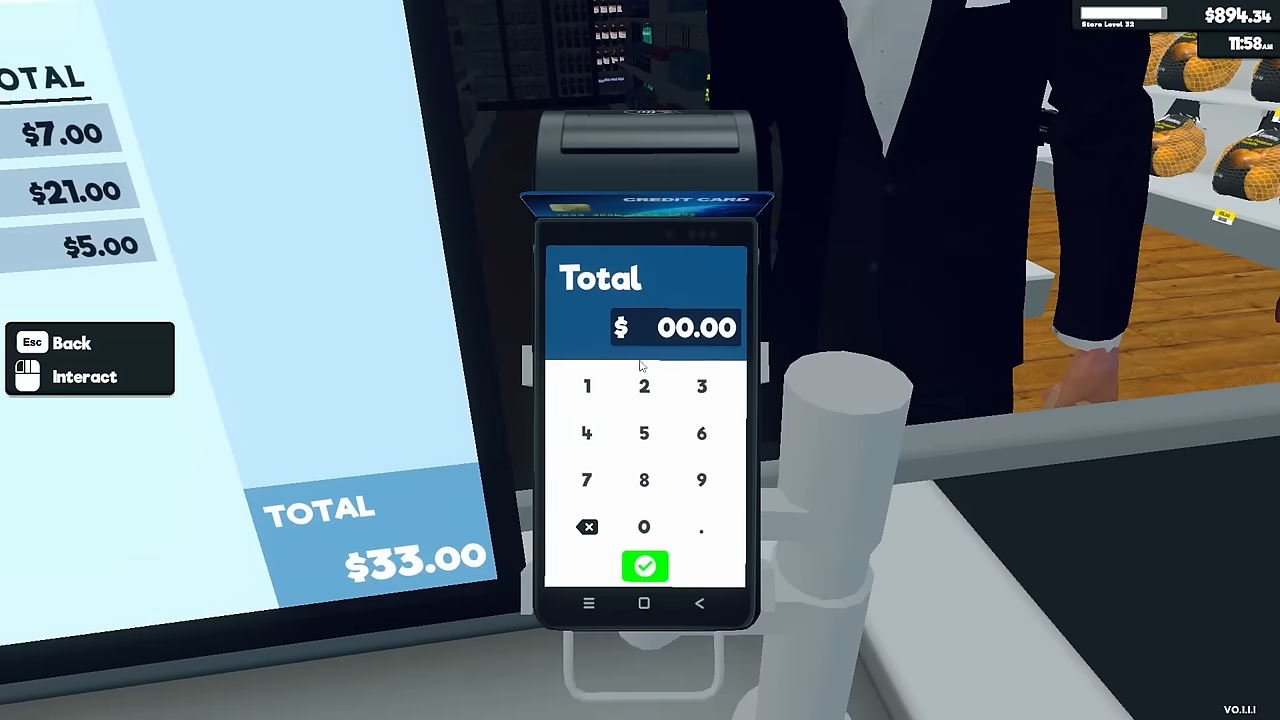 OTAL
$7.00
$21.00
$5.00
Esc Back
Interact
TOTAL
$33.00
CREDIT CARD
Total
$ 00.00
1 2 3
4 5 6
7 8 9
0 .
Store Level 32
$894.34
11:58AM
V0.1.1.1